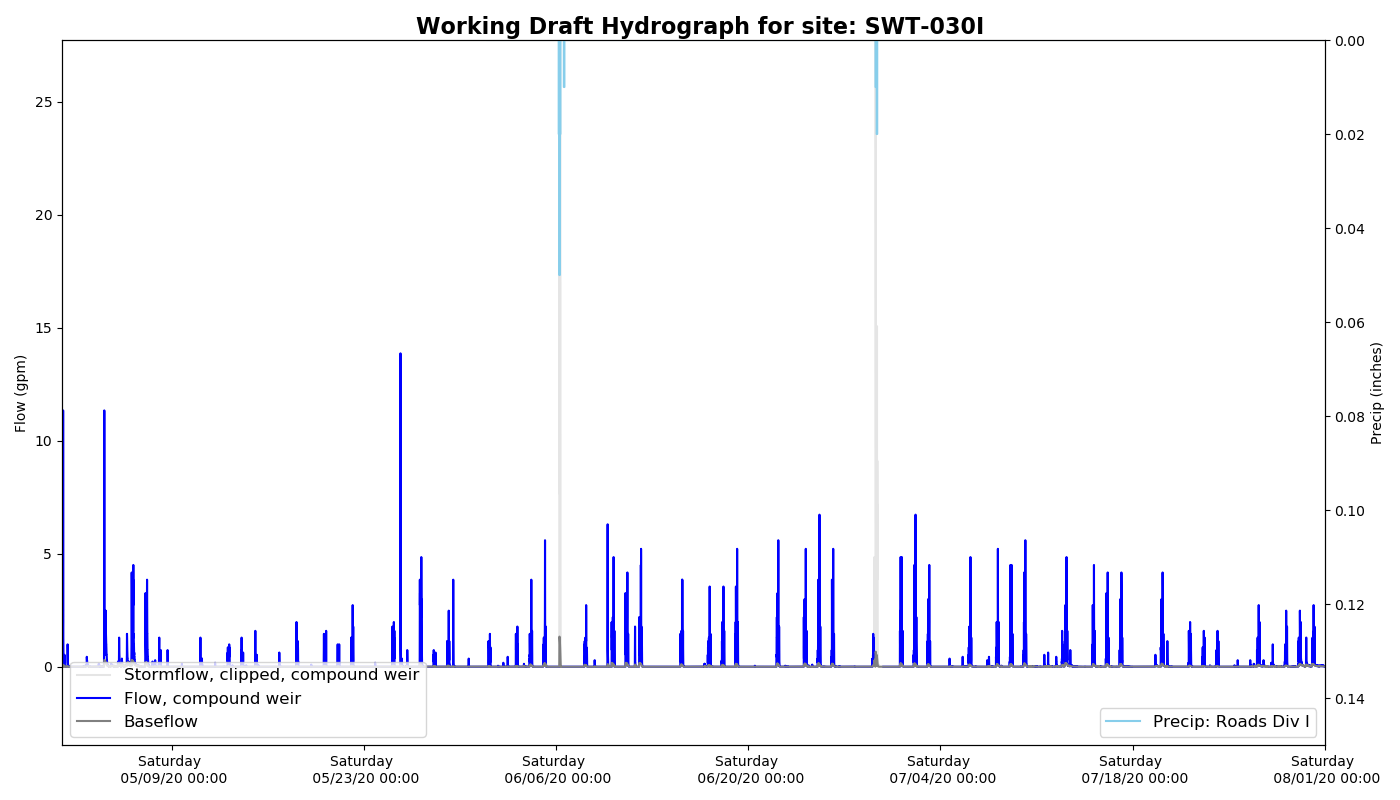 Working Draft Hydrograph for site: SWT-030I
Flow (gpm)
25
20
15
10
5
0
0.00
0.02
0.04
0.06
0.08
0.10
0.12
0.14
Precip (inches)
Stormflow, clipped, compound weir
Flow, compound weir
Baseflow
Precip: Roads Div I
Saturday
05/09/20 00:00
Saturday
05/23/20 00:00
Saturday
06/06/20 00:00
Saturday
06/20/20 00:00
Saturday
07/04/20 00:00
Saturday
07/18/20 00:00
Saturday
08/01/20 00:00